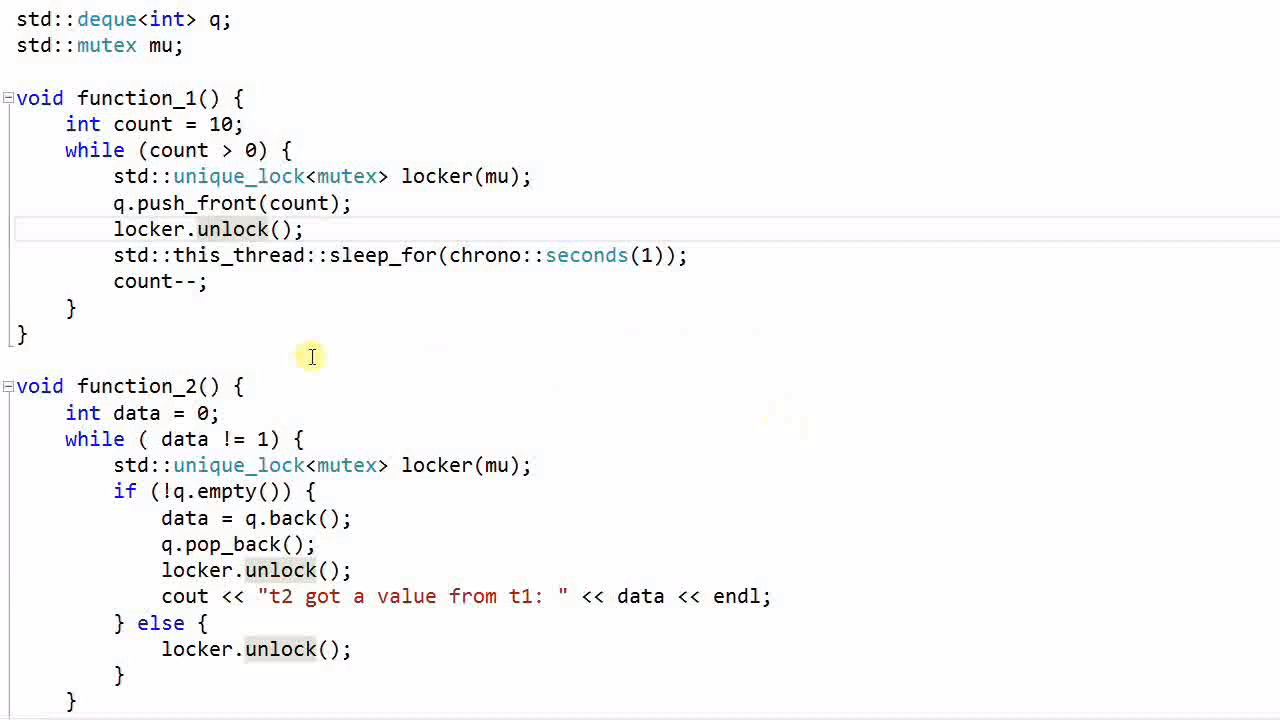 std::deque<int> q;
std::mutex mu;
void function_1() {
    int count = 10;
    while (count > 0) {
        std::unique_lock<mutex> locker(mu);
        q.push_front(count);
        locker.unlock();
        std::this_thread::sleep_for(chrono::seconds(1));
        count--;
    }
}
void function_2() {
    int data = 0;
    while ( data != 1) {
        std::unique_lock<mutex> locker(mu);
        if (!q.empty()) {
            data = q.back();
            q.pop_back();
            locker.unlock();
            cout << "t2 got a value from t1: " << data << endl;
        } else {
            locker.unlock();
        }
    }